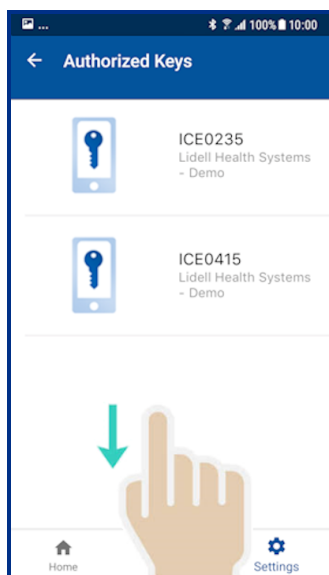 ... 100% 10:00
Authorized Keys
ICE0235
Lidell Health Systems
- Demo
ICE0415
Lidell Health Systems
- Demo
Home Settings